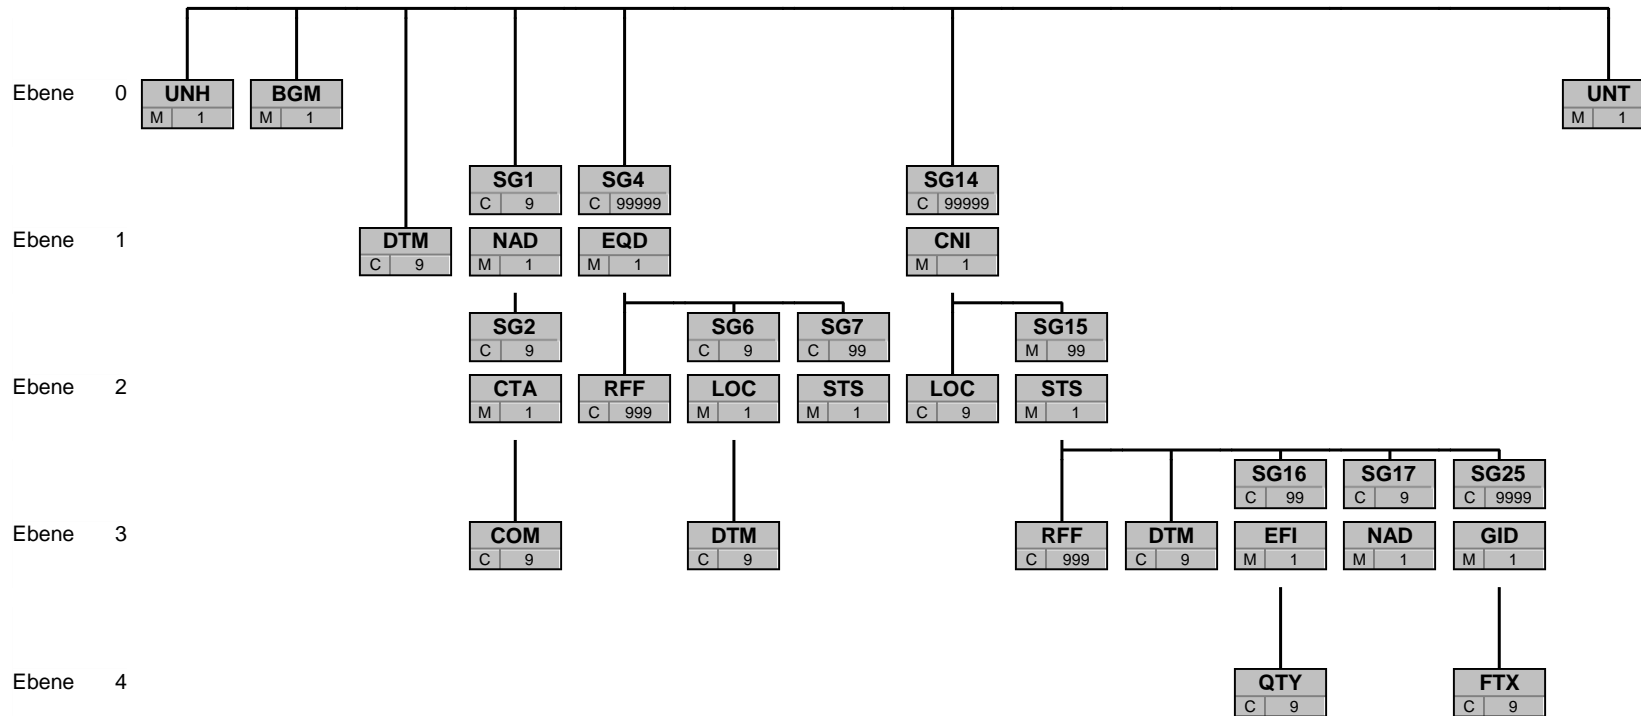 Ebene 0 UNH BGM UNT
M 1 M 1 M 1
SG1 SG4 SG14
C 9 C 99999 C 99999
Ebene 1 DTM NAD EQD CNI
C 9 M 1 M 1 M 1
SG2 SG6 SG7 SG15
C 9 C 9 C 99 M 99
Ebene 2 CTA RFF LOC STS LOC STS
M 1 C 999 M 1 M 1 C 9 M 1
SG16 SG17 SG25
C 99 C 9 C 9999
Ebene 3 COM DTM RFF DTM EFI NAD GID
C 9 C 9 C 999 C 9 M 1 M 1 M 1
Ebene 4 QTY FTX
C 9 C 9